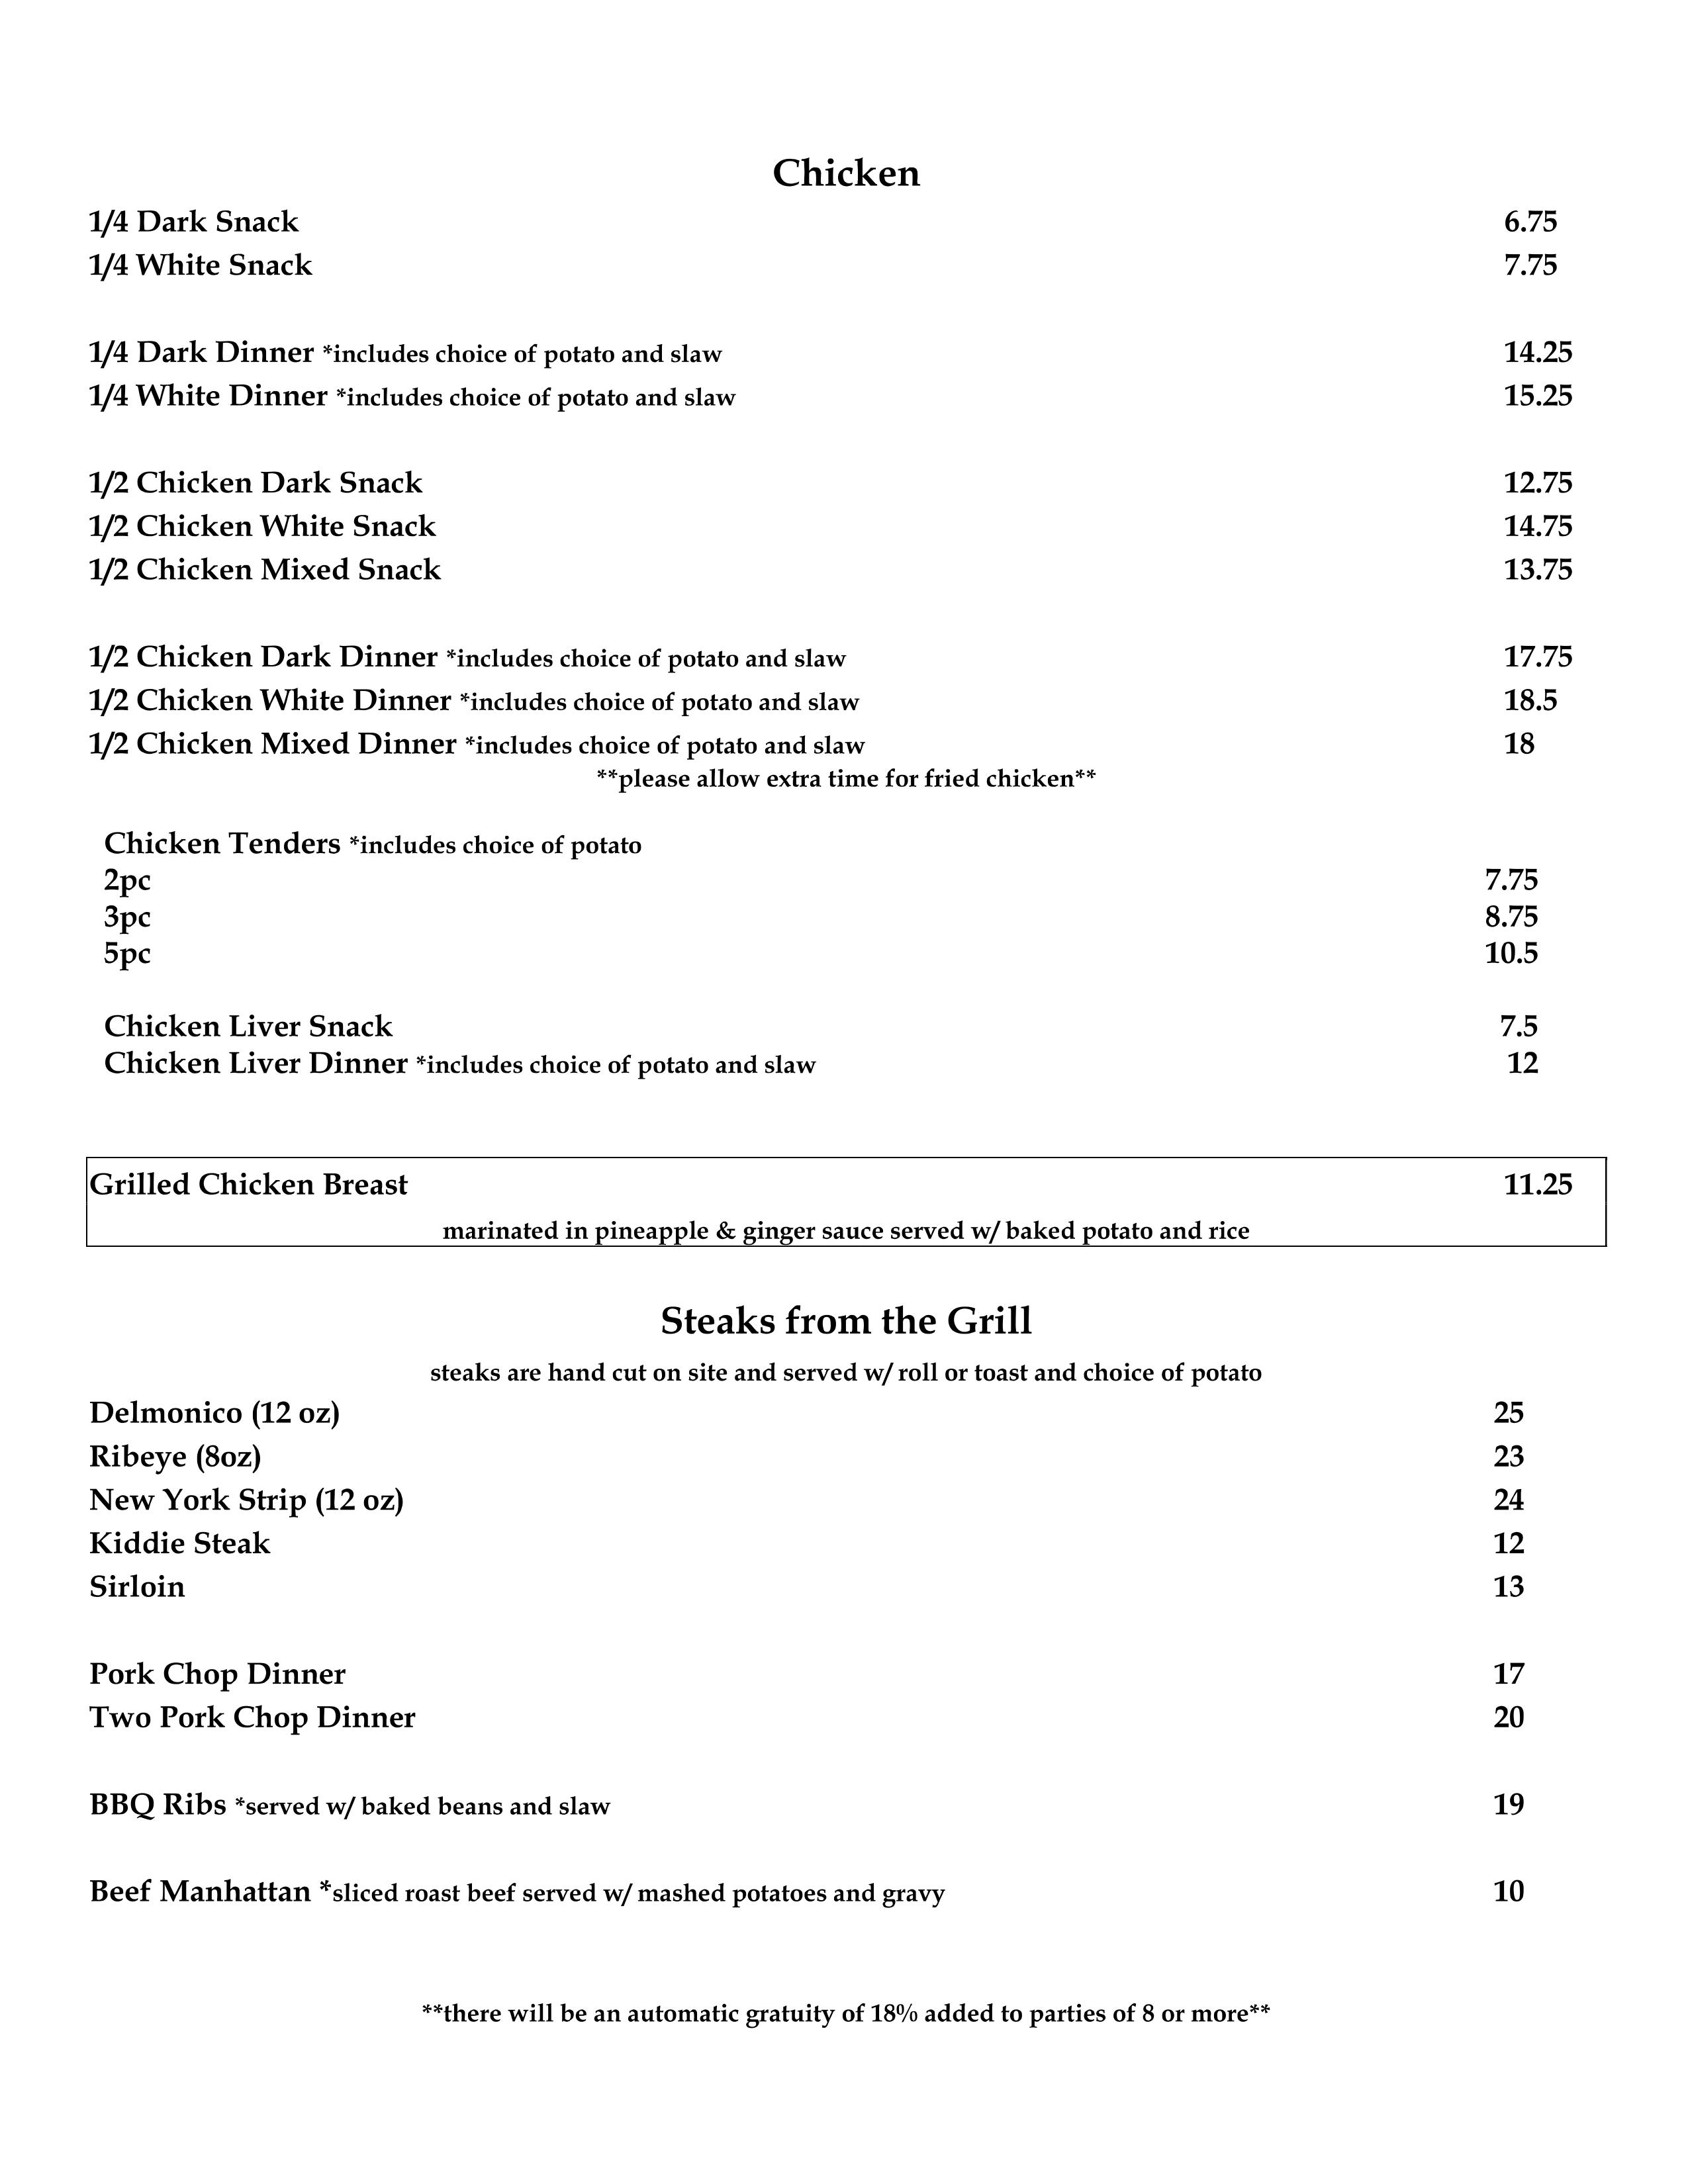 Chicken
1/4 Dark Snack 6.75
1/4 White Snack 7.75
1/4 Dark Dinner *includes choice of potato and slaw 14.25
1/4 White Dinner *includes choice of potato and slaw 15.25
1/2 Chicken Dark Snack 12.75
1/2 Chicken White Snack 14.75
1/2 Chicken Mixed Snack 13.75
1/2 Chicken Dark Dinner *includes choice of potato and slaw 17.75
1/2 Chicken White Dinner *includes choice of potato and slaw 18.5
1/2 Chicken Mixed Dinner *includes choice of potato and slaw 18
**please allow extra time for fried chicken**
Chicken Tenders *includes choice of potato
2pc 7.75
3pc 8.75
5pc 10.5
Chicken Liver Snack 7.5
Chicken Liver Dinner *includes choice of potato and slaw 12
Grilled Chicken Breast 11.25
marinated in pineapple & ginger sauce served w/ baked potato and rice
Steaks from the Grill
steaks are hand cut on site and served w/ roll or toast and choice of potato
Delmonico (12 oz) 25
Ribeye (8oz) 23
New York Strip (12 oz) 24
Kiddie Steak 12
Sirloin 13
Pork Chop Dinner 17
Two Pork Chop Dinner 20
BBQ Ribs *served w/ baked beans and slaw 19
Beef Manhattan *sliced roast beef served w/ mashed potatoes and gravy 10
**there will be an automatic gratuity of 18% added to parties of 8 or more**